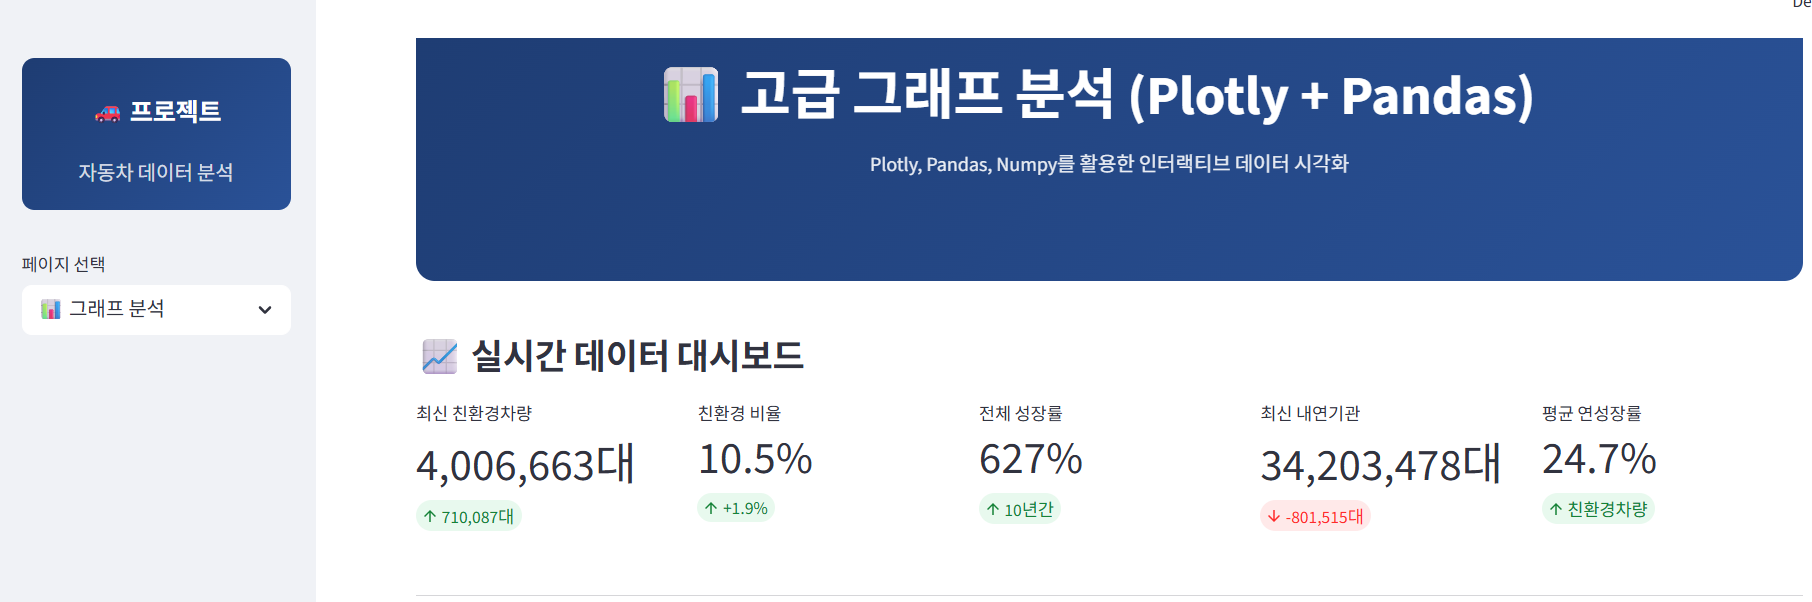 프로젝트
자동차 데이터 분석
페이지 선택
그래프 분석
고급 그래프 분석 (Plotly + Pandas)
Plotly, Pandas, Numpy를 활용한 인터랙티브 데이터 시각화
실시간 데이터 대시보드
최신 친환경차량
4,006,663대
↑ 710,087대
친환경 비율
10.5%
↑ +1.9%
전체 성장률
627%
↑ 10년간
최신 내연기관
34,203,478대
↓ -801,515대
평균 연성장률
24.7%
↑ 친환경차량